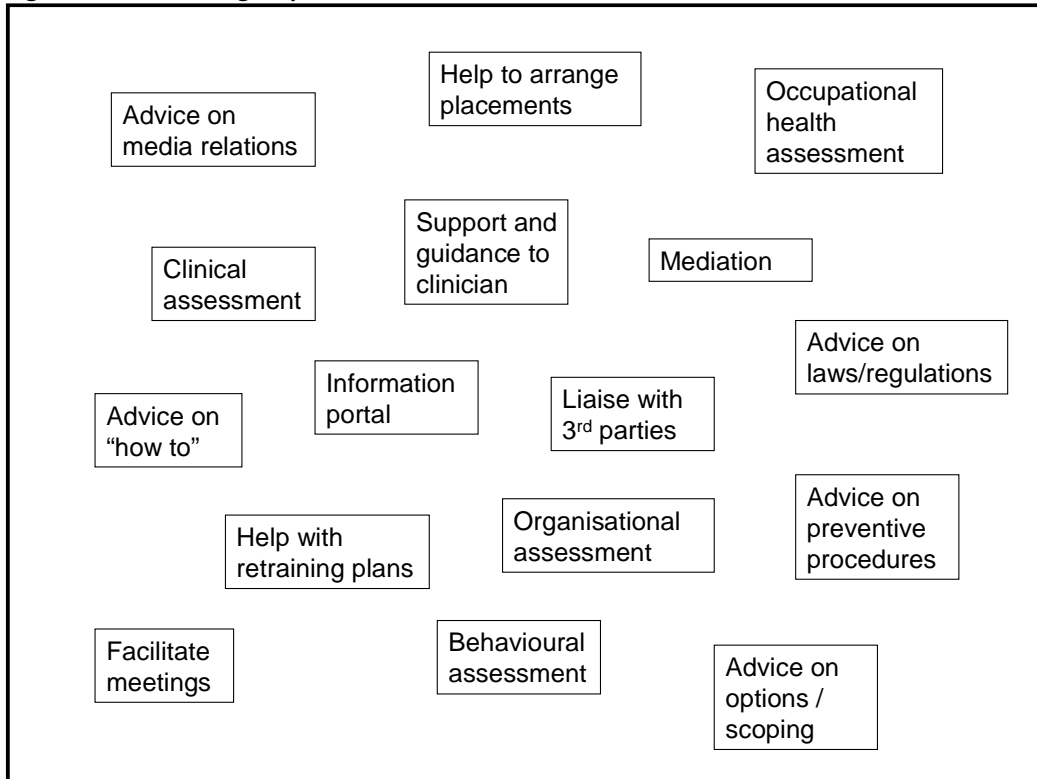 Help to arrange
placements
Occupational
health
assessment
Advice on
media relations
Support and
guidance to
clinician
Mediation
Clinical
assessment
Advice on
laws/regulations
Information
portal
Liaise with
3rd parties
Advice on
“how to”
Organisational
assessment
Advice on
preventive
procedures
Help with
retraining plans
Behavioural
assessment
Facilitate
meetings
Advice on
options /
scoping